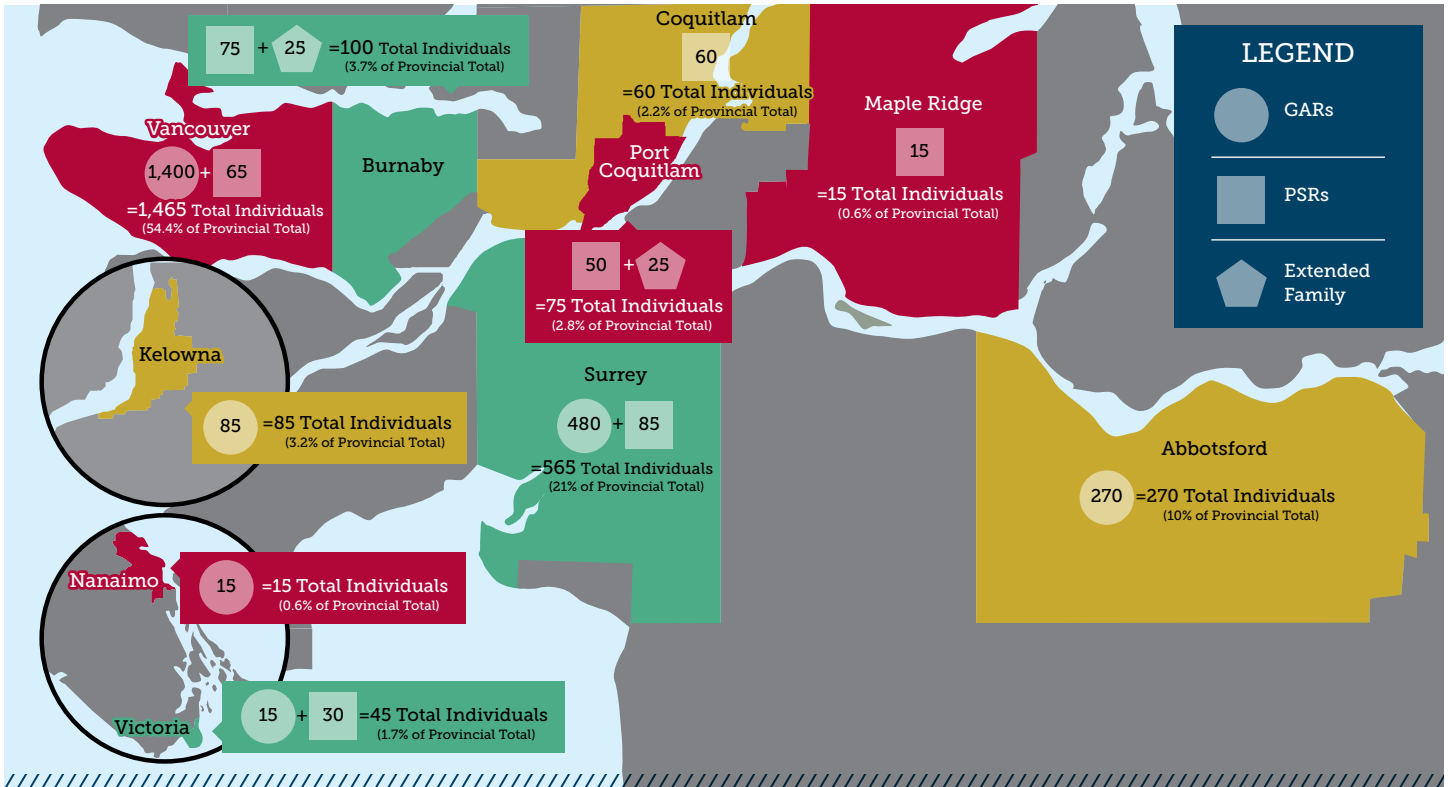 75 + 25 =100 Total Individuals
(3.7% of Provincial Total)
Coquitlam
60
=60 Total Individuals
(2.2% of Provincial Total)
Maple Ridge
15
=15 Total Individuals
(0.6% of Provincial Total)
LEGEND
GARs
PSRs
Extended
Family
Vancouver
1,400 + 65
=1,465 Total Individuals
(54.4% of Provincial Total)
Burnaby
Port
Coquitlam
50 + 25
=75 Total Individuals
(2.8% of Provincial Total)
Kelowna
85 =85 Total Individuals
(3.2% of Provincial Total)
Surrey
480 + 85
=565 Total Individuals
(21% of Provincial Total)
Abbotsford
270 =270 Total Individuals
(10% of Provincial Total)
Nanaimo
15 =15 Total Individuals
(0.6% of Provincial Total)
Victoria
15 + 30 =45 Total Individuals
(1.7% of Provincial Total)